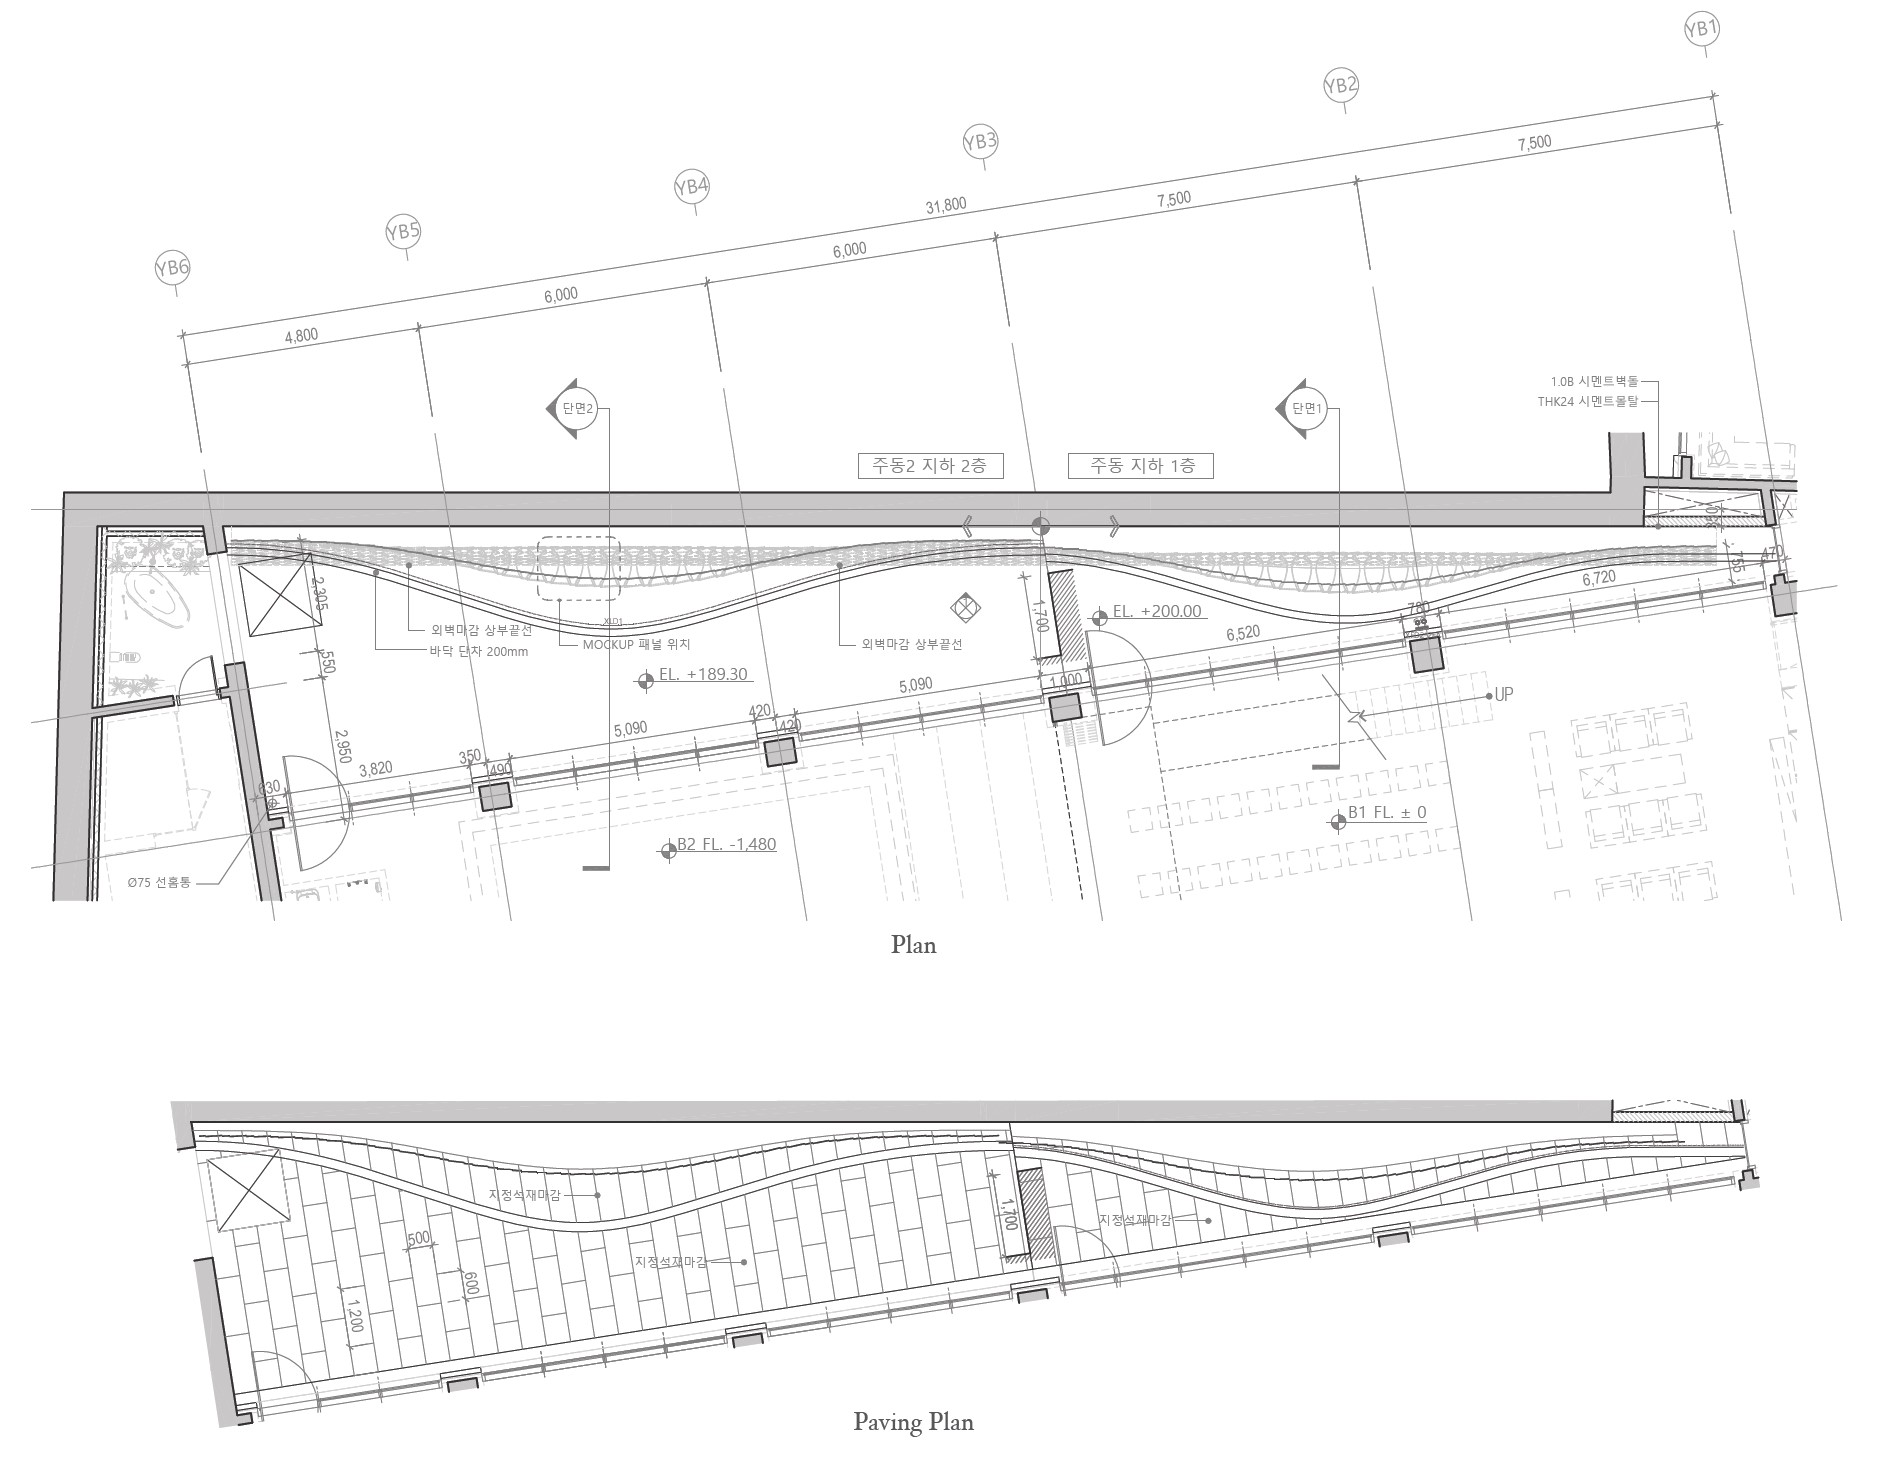 YB1
YB2
YB3
YB4
YB5
YB6
31,800
7,500
7,500
6,000
6,000
4,800
단면2
단면1
1.0B 시멘트벽돌
THK24 시멘트몰탈
주동2 지하 2층
주동 지하 1층
350
755
470
2,305
550
2,950
1,700
외벽마감 상부끝선
바닥 단차 200mm
MOCKUP 패널 위치
외벽마감 상부끝선
EL. +200.00
EL. +189.30
6,720
780
6,520
1,000
5,090
420
420
5,090
350
490
3,820
630
UP
B1 FL. ± 0
B2 FL. -1,480
Ø75 선홈통
Plan
지정석재마감
지정석재마감
지정석재마감
1,700
500
600
1,200
Paving Plan